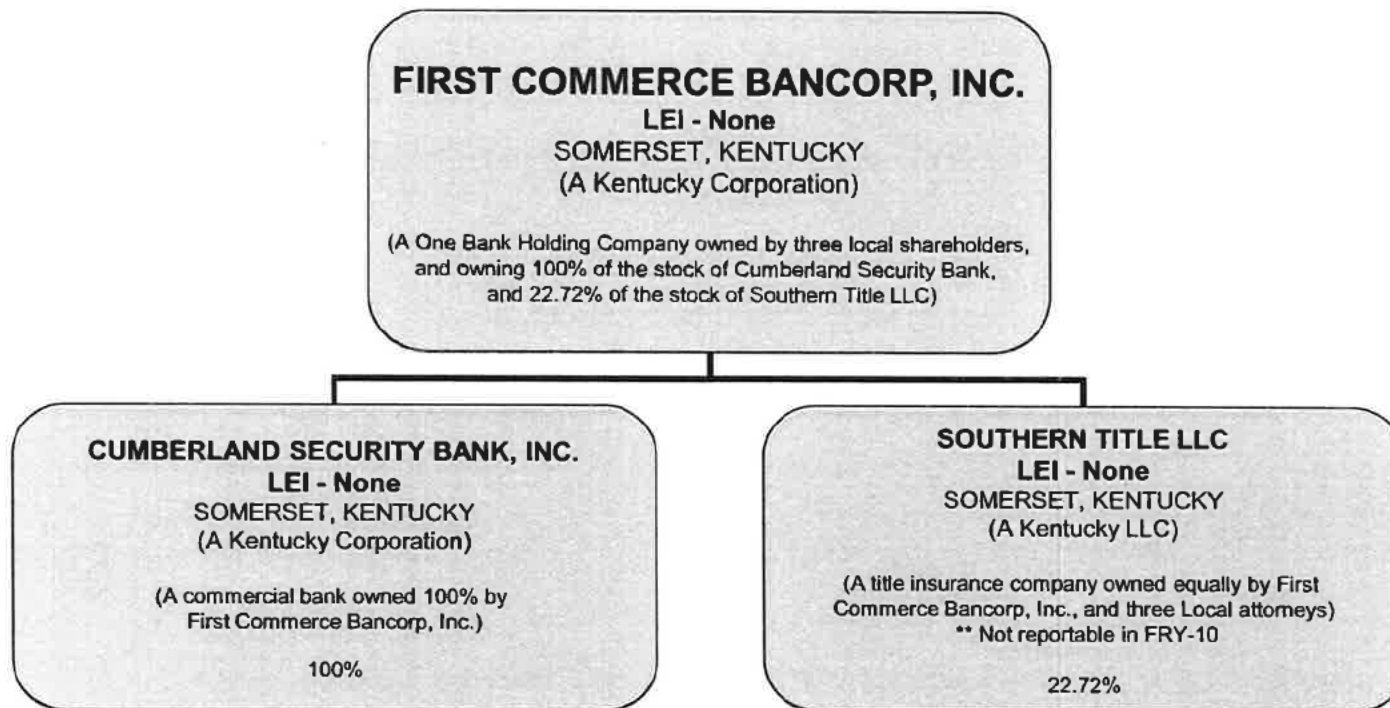 FIRST COMMERCE BANCORP, INC.
LEI - None
SOMERSET, KENTUCKY
(A Kentucky Corporation)
(A One Bank Holding Company owned by three local shareholders,
and owning 100% of the stock of Cumberland Security Bank,
and 22.72% of the stock of Southern Title LLC)
CUMBERLAND SECURITY BANK, INC.
LEI - None
SOMERSET, KENTUCKY
(A Kentucky Corporation)
(A commercial bank owned 100% by
First Commerce Bancorp, Inc.)
100%
SOUTHERN TITLE LLC
LEI - None
SOMERSET, KENTUCKY
(A Kentucky LLC)
(A title insurance company owned equally by First
Commerce Bancorp, Inc., and three Local attorneys)
** Not reportable in FRY-10
22.72%